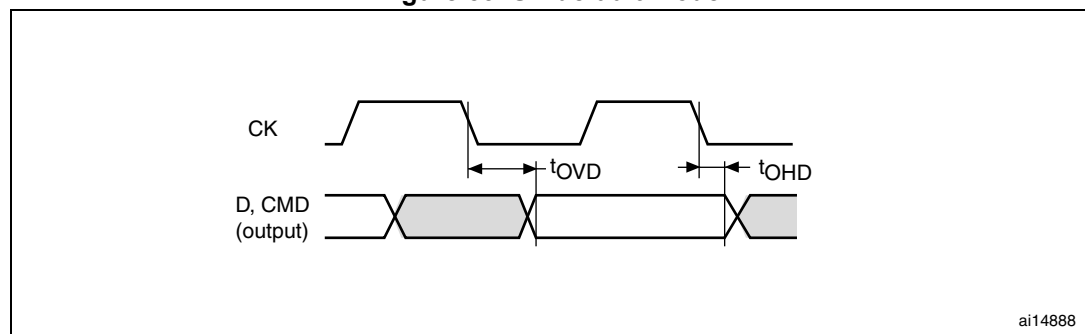 CK
tOVD
tOHD
D, CMD
(output)
ai14888